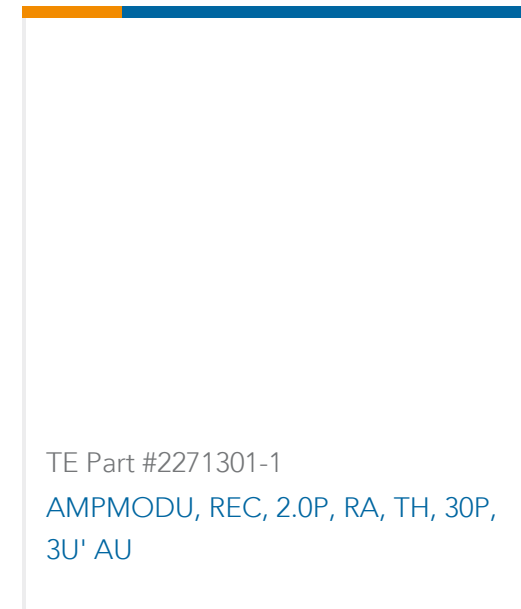 TE Part #2271301-1
AMPMODU, REC, 2.0P, RA, TH, 30P,
3U' AU